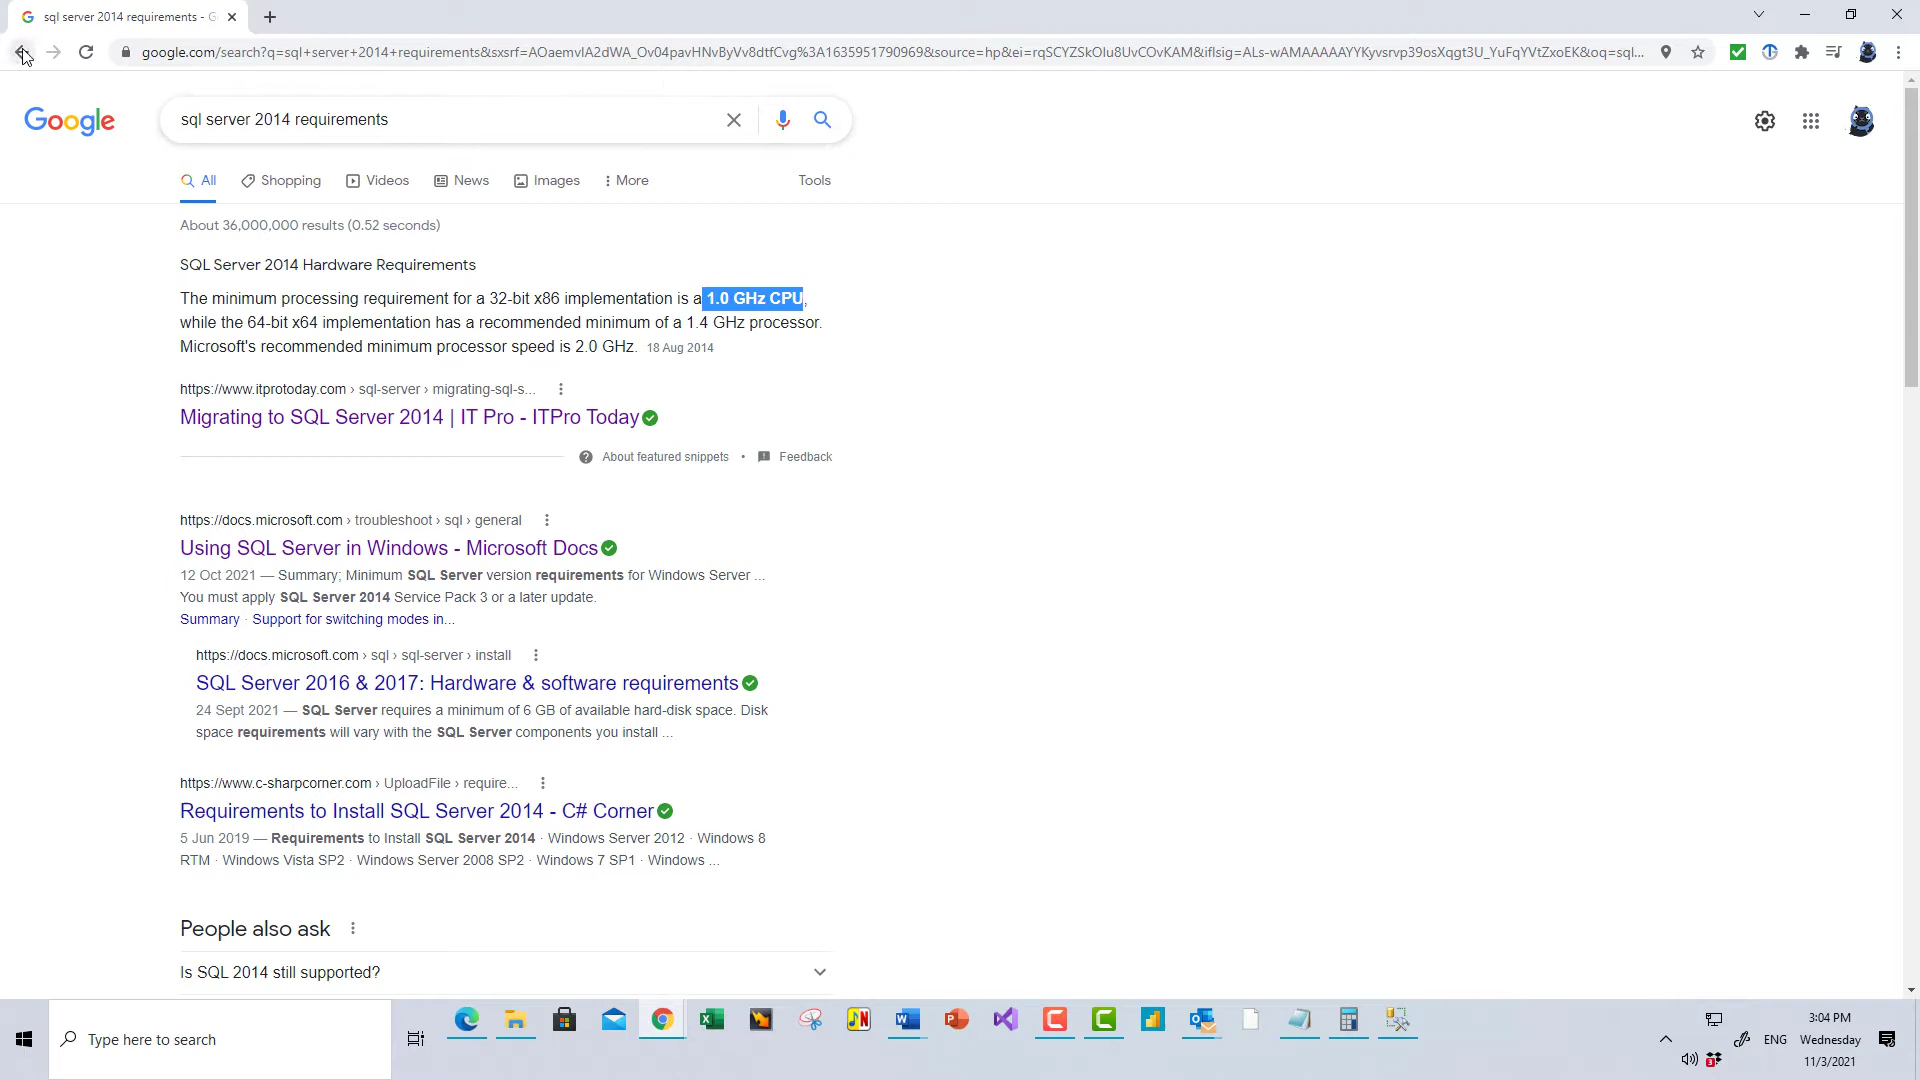 sql server 2014 requirements - G
google.com/search?q=sql+server+2014+requirements&sxsrf=AOaemvIA2dWA_Ov04pavHNvByVv8dtfCvg%3A1635951790969&source=hp&ei=rqSCYZSkOIu8UvCOvKAM&iflsig=ALs-wAMAAAAAYYKyvsrvp39osXqgt3U_YuFqYVtZxoEK&oq=sql...
Google
sql server 2014 requirements
All Shopping Videos News Images More Tools
About 36,000,000 results (0.52 seconds)
SQL Server 2014 Hardware Requirements
The minimum processing requirement for a 32-bit x86 implementation is a 1.0 GHz CPU,
while the 64-bit x64 implementation has a recommended minimum of a 1.4 GHz processor.
Microsoft's recommended minimum processor speed is 2.0 GHz. 18 Aug 2014
https://www.itprotoday.com › sql-server › migrating-sql-s...
Migrating to SQL Server 2014 | IT Pro - ITPro Today
About featured snippets • Feedback
https://docs.microsoft.com › troubleshoot › sql › general
Using SQL Server in Windows - Microsoft Docs
12 Oct 2021 — Summary; Minimum SQL Server version requirements for Windows Server ...
You must apply SQL Server 2014 Service Pack 3 or a later update.
Summary · Support for switching modes in...
https://docs.microsoft.com › sql › sql-server › install
SQL Server 2016 & 2017: Hardware & software requirements
24 Sept 2021 — SQL Server requires a minimum of 6 GB of available hard-disk space. Disk
space requirements will vary with the SQL Server components you install ...
https://www.c-sharpcorner.com › UploadFile › require...
Requirements to Install SQL Server 2014 - C# Corner
5 Jun 2019 — Requirements to Install SQL Server 2014 · Windows Server 2012 · Windows 8
RTM · Windows Vista SP2 · Windows Server 2008 SP2 · Windows 7 SP1 · Windows ...
People also ask
Is SQL 2014 still supported?
Type here to search
3:04 PM
ENG Wednesday
11/3/2021